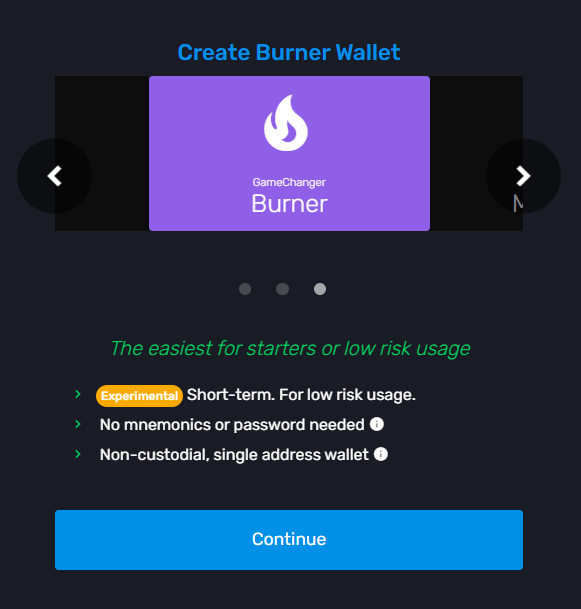 Create Burner Wallet
GameChanger
Burner
M
The easiest for starters or low risk usage
Experimental Short-term. For low risk usage.
No mnemonics or password needed
Non-custodial, single address wallet
Continue